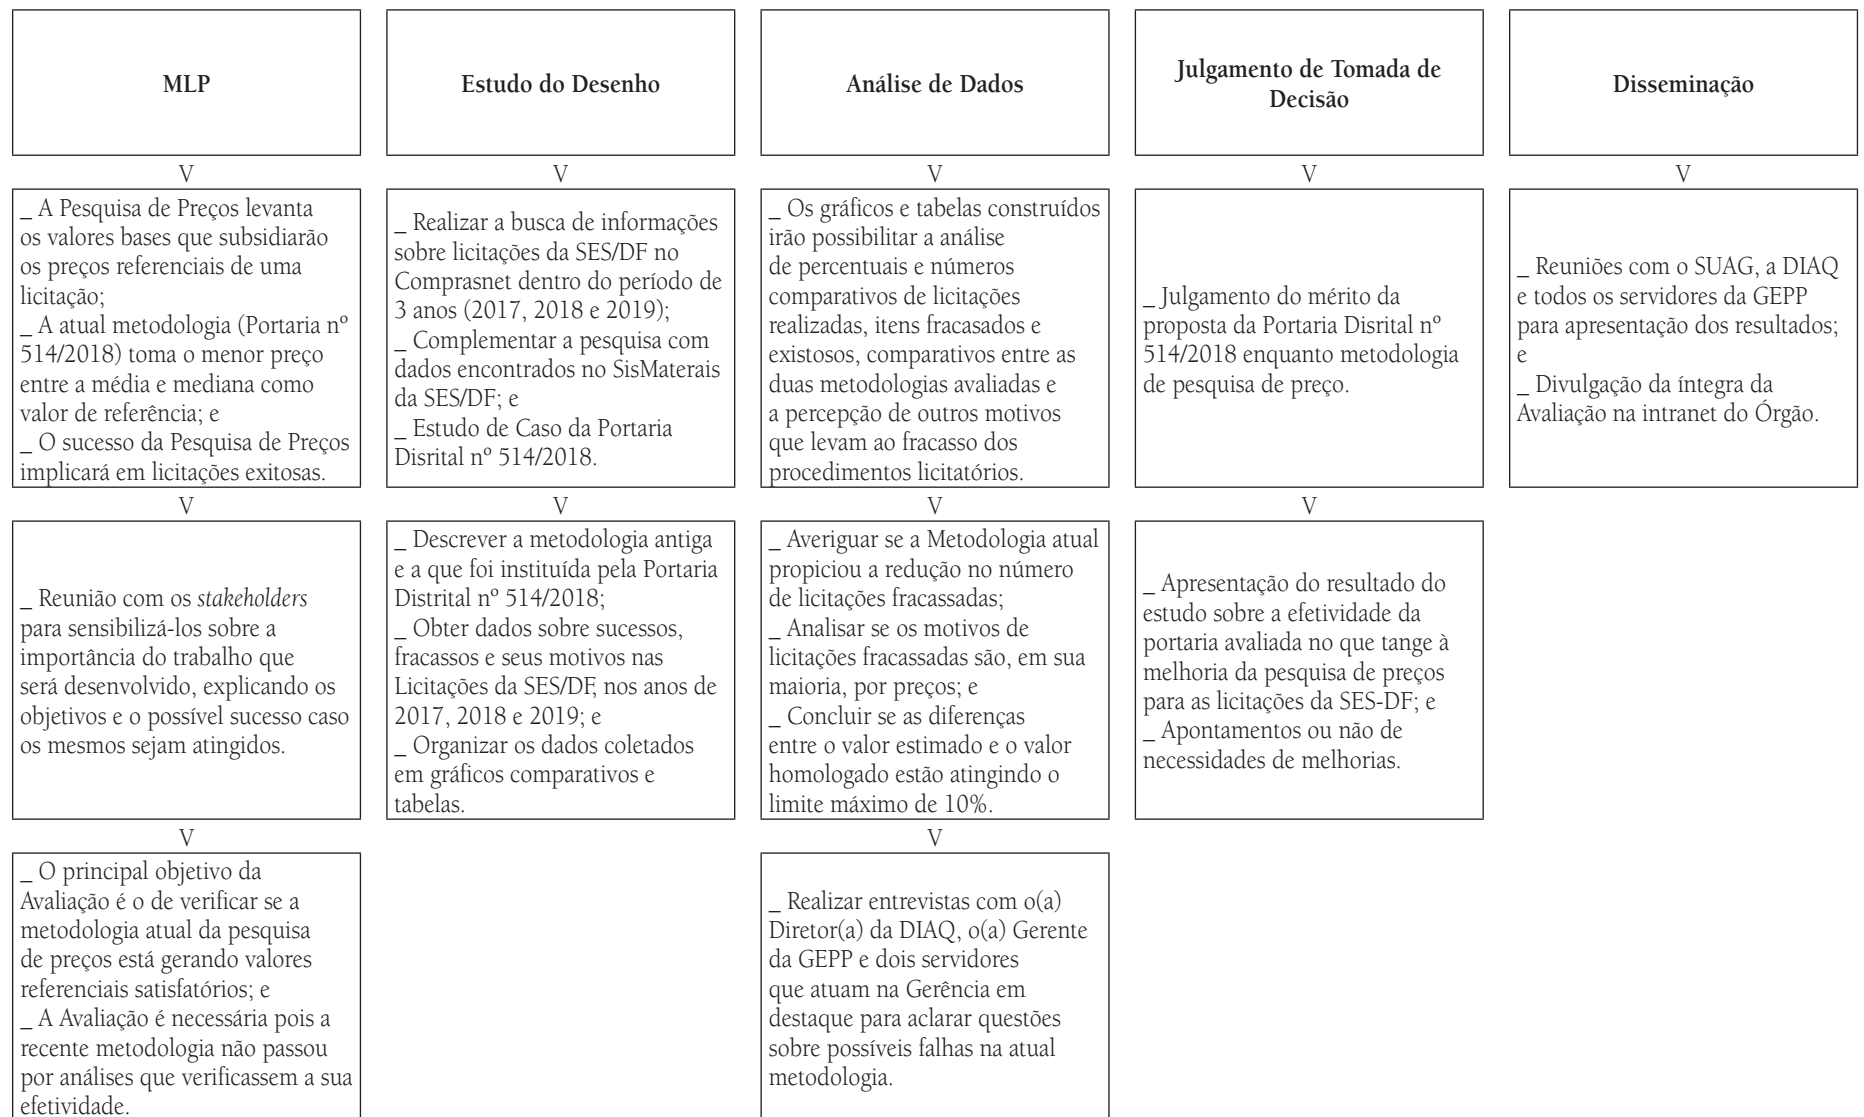 MLP
Estudo do Desenho
Análise de Dados
Julgamento de Tomada de
Decisão
Disseminação
V
V
V
V
V
_ A Pesquisa de Preços levanta
os valores bases que subsidiarão
os preços referenciais de uma
licitação;
_ A atual metodologia (Portaria nº
514/2018) toma o menor preço
entre a média e mediana como
valor de referência; e
_ O sucesso da Pesquisa de Preços
implicará em licitações exitosas.
_ Realizar a busca de informações
sobre licitações da SES/DF no
Comprasnet dentro do período de
3 anos (2017, 2018 e 2019);
_ Complementar a pesquisa com
dados encontrados no SisMaterais
da SES/DF; e
_ Estudo de Caso da Portaria
Disrital nº 514/2018.
_ Os gráficos e tabelas construídos
irão possibilitar a análise
de percentuais e números
comparativos de licitações
realizadas, itens fracasados e
existosos, comparativos entre as
duas metodologias avaliadas e
a percepção de outros motivos
que levam ao fracasso dos
procedimentos licitatórios.
_ Julgamento do mérito da
proposta da Portaria Disrital nº
514/2018 enquanto metodologia
de pesquisa de preço.
_ Reuniões com o SUAG, a DIAQ
e todos os servidores da GEPP
para apresentação dos resultados;
e
_ Divulgação da íntegra da
Avaliação na intranet do Órgão.
V
V
V
V
_ Reunião com os stakeholders
para sensibilizá-los sobre a
importância do trabalho que
será desenvolvido, explicando os
objetivos e o possível sucesso caso
os mesmos sejam atingidos.
_ Descrever a metodologia antiga
e a que foi instituída pela Portaria
Distrital nº 514/2018;
_ Obter dados sobre sucessos,
fracassos e seus motivos nas
Licitações da SES/DF, nos anos de
2017, 2018 e 2019; e
_ Organizar os dados coletados
em gráficos comparativos e
tabelas.
_ Averiguar se a Metodologia atual
propiciou a redução no número
de licitações fracassadas;
_ Analisar se os motivos de
licitações fracassadas são, em sua
maioria, por preços; e
_ Concluir se as diferenças
entre o valor estimado e o valor
homologado estão atingindo o
limite máximo de 10%.
_ Apresentação do resultado do
estudo sobre a efetividade da
portaria avaliada no que tange à
melhoria da pesquisa de preços
para as licitações da SES-DF; e
_ Apontamentos ou não de
necessidades de melhorias.
V
V
_ O principal objetivo da
Avaliação é o de verificar se a
metodologia atual da pesquisa
de preços está gerando valores
referenciais satisfatórios; e
_ A Avaliação é necessária pois a
recente metodologia não passou
por análises que verificassem a sua
efetividade.
_ Realizar entrevistas com o(a)
Diretor(a) da DIAQ, o(a) Gerente
da GEPP e dois servidores
que atuam na Gerência em
destaque para aclarar questões
sobre possíveis falhas na atual
metodologia.